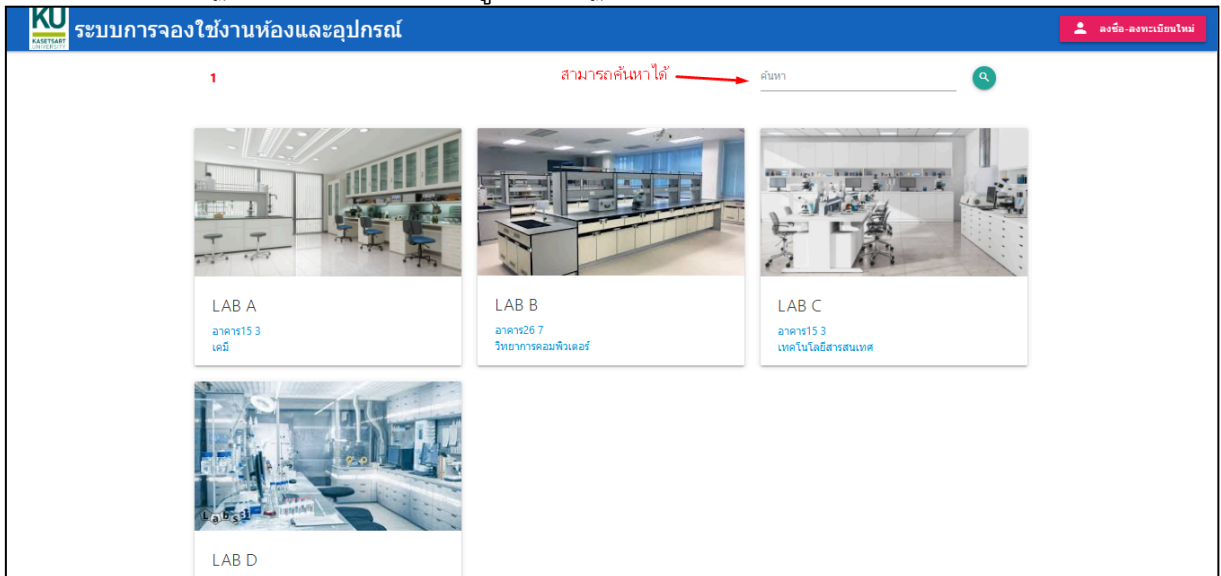 KU
KASETSART
UNIVERSITY
ระบบการจองใช้งานห้องและอุปกรณ์
ลงชื่อ-ลงทะเบียนใหม่
1
สามารถค้นหาได้
ค้นหา
LAB A
อาคาร15 3
เคมี
LAB B
อาคาร26 7
วิทยาการคอมพิวเตอร์
LAB C
อาคาร15 3
เทคโนโลยีสารสนเทศ
Labs
LAB D